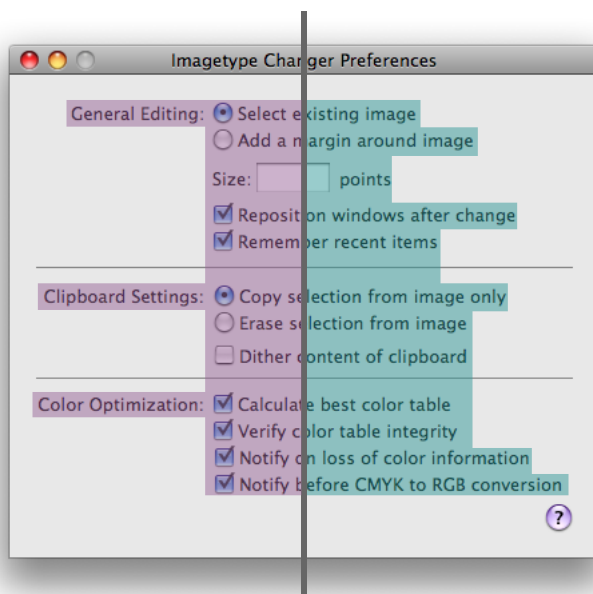 Imagetype Changer Preferences
General Editing: Select existing image
Add a margin around image
Size: points
Reposition windows after change
Remember recent items
Clipboard Settings: Copy selection from image only
Erase selection from image
Dither content of clipboard
Color Optimization: Calculate best color table
Verify color table integrity
Notify on loss of color information
Notify before CMYK to RGB conversion
?